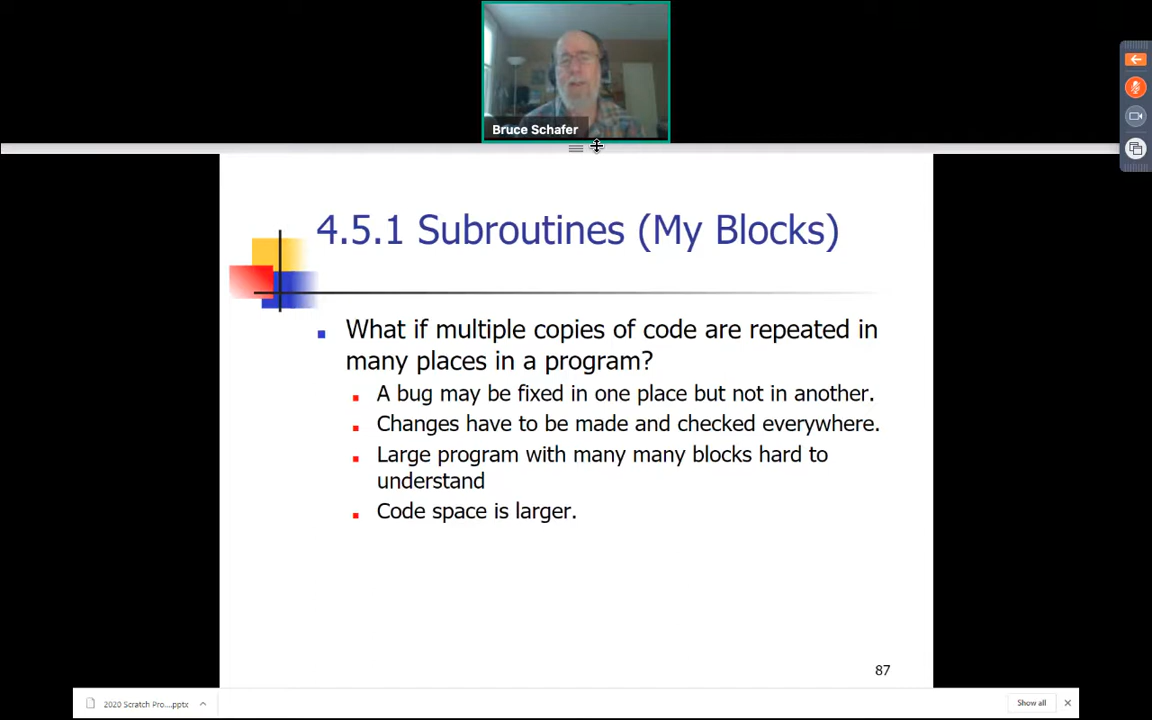 Bruce Schafer
4.5.1 Subroutines (My Blocks)
What if multiple copies of code are repeated in
many places in a program?
A bug may be fixed in one place but not in another.
Changes have to be made and checked everywhere.
Large program with many many blocks hard to
understand
Code space is larger.
87
2020 Scratch Pro....pptx
Show all